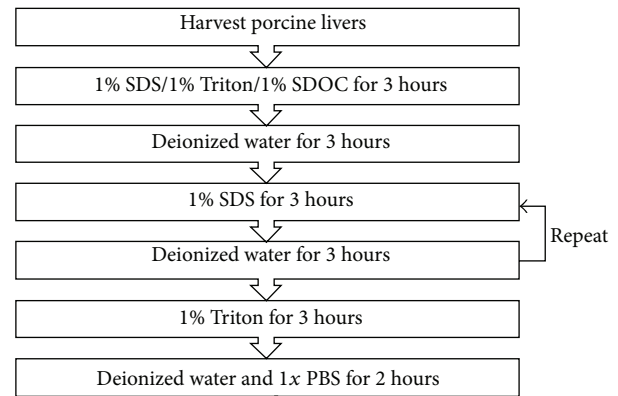 Harvest porcine livers
1% SDS/1% Triton/1% SDOC for 3 hours
Deionized water for 3 hours
1% SDS for 3 hours
Repeat
Deionized water for 3 hours
1% Triton for 3 hours
Deionized water and 1x PBS for 2 hours